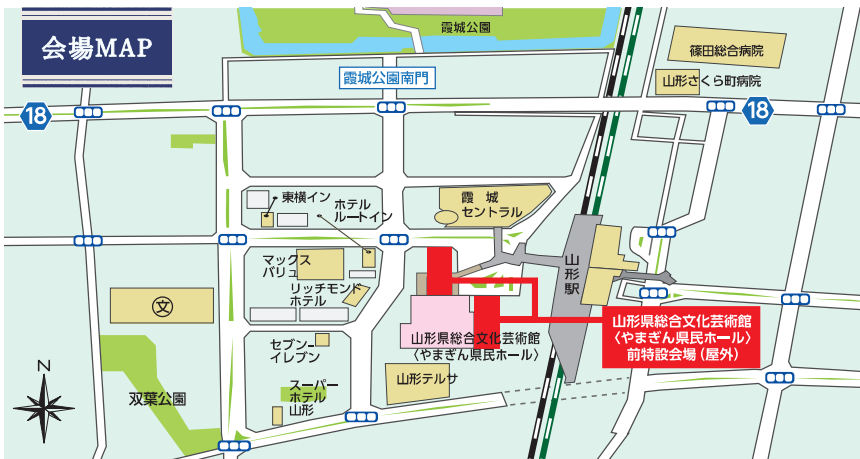 会場MAP
霞城公園
篠田総合病院
霞城公園南門
山形さくら町病院
18
18
東横イン
ホテル
ルートイン
霞 城
セントラル
マックス
バリュ
リッチモンド
ホテル
山形駅
文
山形県総合文化芸術館
〈やまぎん県民ホール〉
前特設会場（屋外）
山形県総合文化芸術館
〈やまぎん県民ホール〉
セブン-
イレブン
山形テルサ
スーパー
ホテル
山形
双葉公園
N